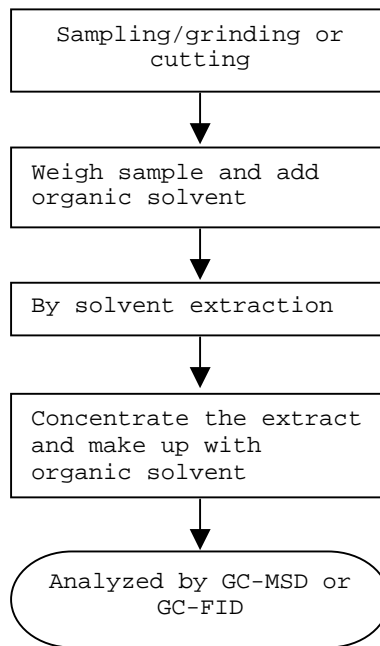 Sampling/grinding or
cutting
Weigh sample and add
organic solvent
By solvent extraction
Concentrate the extract
and make up with
organic solvent
Analyzed by GC-MSD or
GC-FID